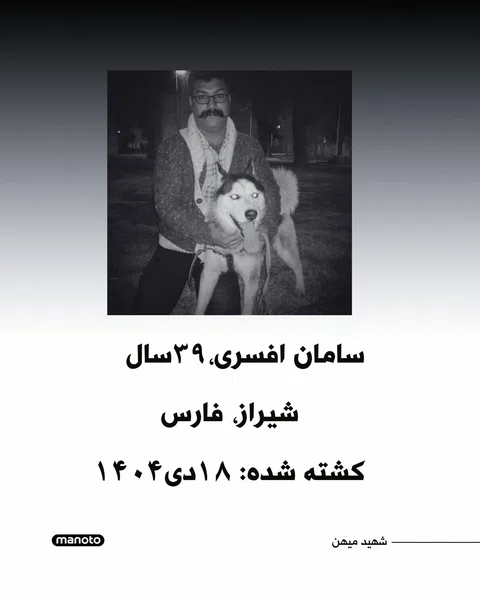 سامان افسری،۳۹سال
شیراز، فارس
کشته شده: ۱۸دی۱۴۰۴
شهید میهن
manoto